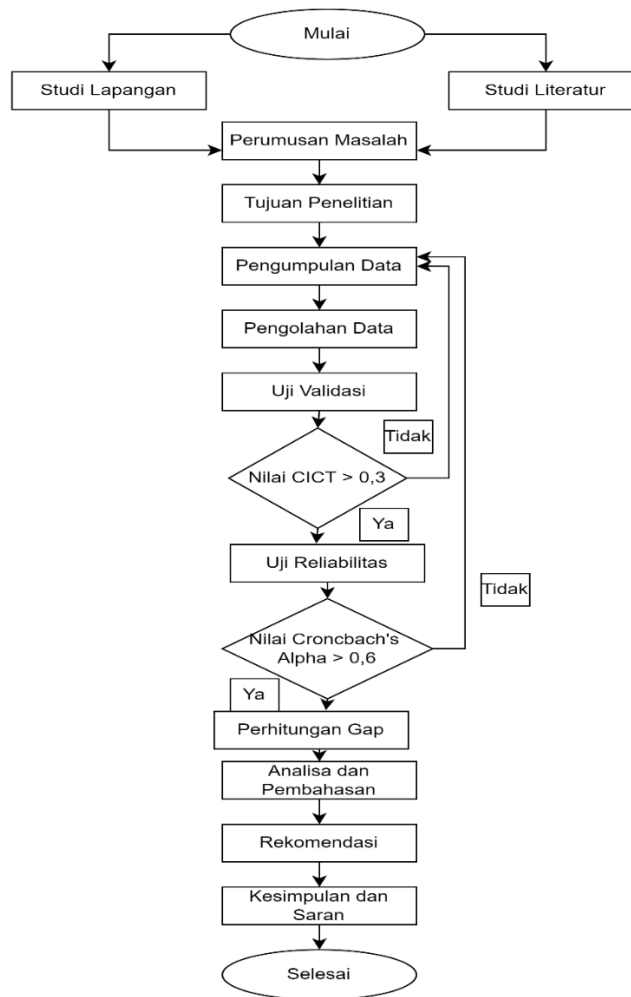 Mulai
Studi Lapangan
Studi Literatur
Perumusan Masalah
Tujuan Penelitian
Pengumpulan Data
Pengolahan Data
Uji Validasi
Tidak
Nilai CICT > 0,3
Ya
Uji Reliabilitas
Tidak
Nilai Croncbach's
Alpha > 0,6
Ya
Perhitungan Gap
Analisa dan
Pembahasan
Rekomendasi
Kesimpulan dan
Saran
Selesai